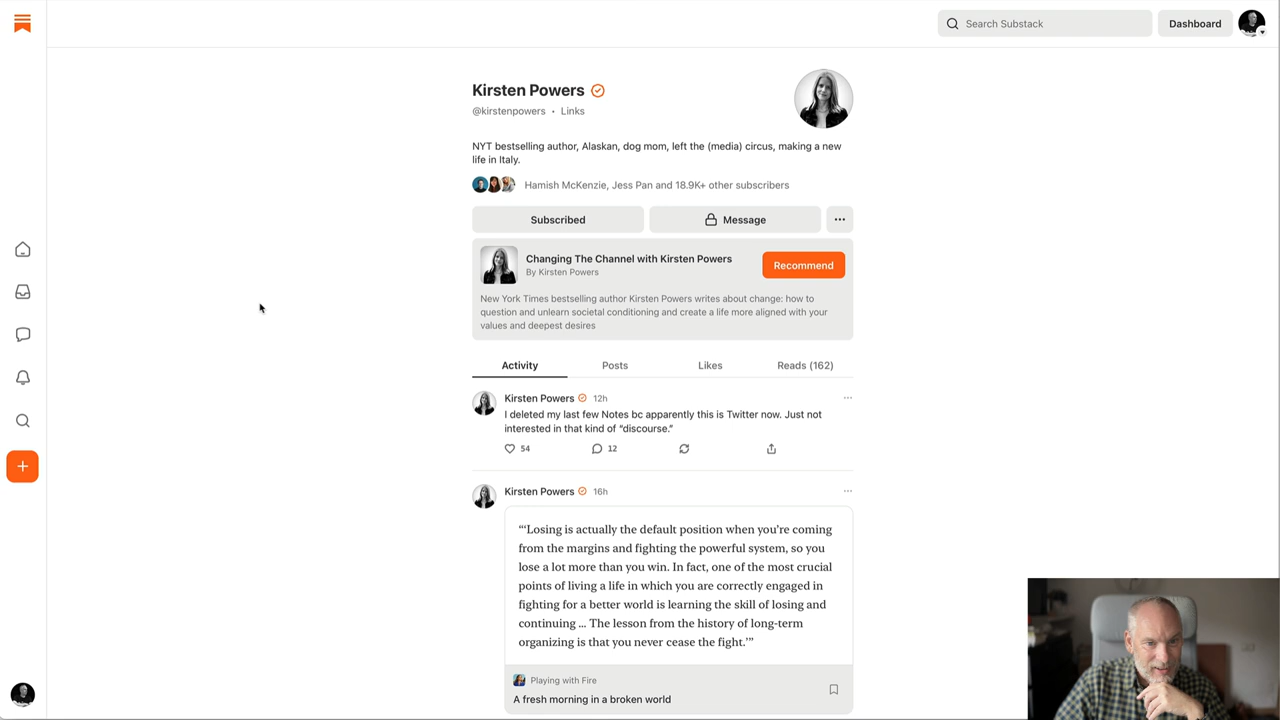 Search Substack
Dashboard
Kirsten Powers
@kirstenpowers • Links
NYT bestselling author, Alaskan, dog mom, left the (media) circus, making a new
life in Italy.
Hamish McKenzie, Jess Pan and 18.9K+ other subscribers
Subscribed
Message
Changing The Channel with Kirsten Powers
By Kirsten Powers
Recommend
New York Times bestselling author Kirsten Powers writes about change: how to
question and unlearn societal conditioning and create a life more aligned with your
values and deepest desires
Activity Posts Likes Reads (162)
Kirsten Powers 12h
I deleted my last few Notes bc apparently this is Twitter now. Just not
interested in that kind of “discourse.”
54 12
Kirsten Powers 16h
“‘Losing is actually the default position when you’re coming
from the margins and fighting the powerful system, so you
lose a lot more than you win. In fact, one of the most crucial
points of living a life in which you are correctly engaged in
fighting for a better world is learning the skill of losing and
continuing ... The lesson from the history of long-term
organizing is that you never cease the fight.’”
Playing with Fire
A fresh morning in a broken world